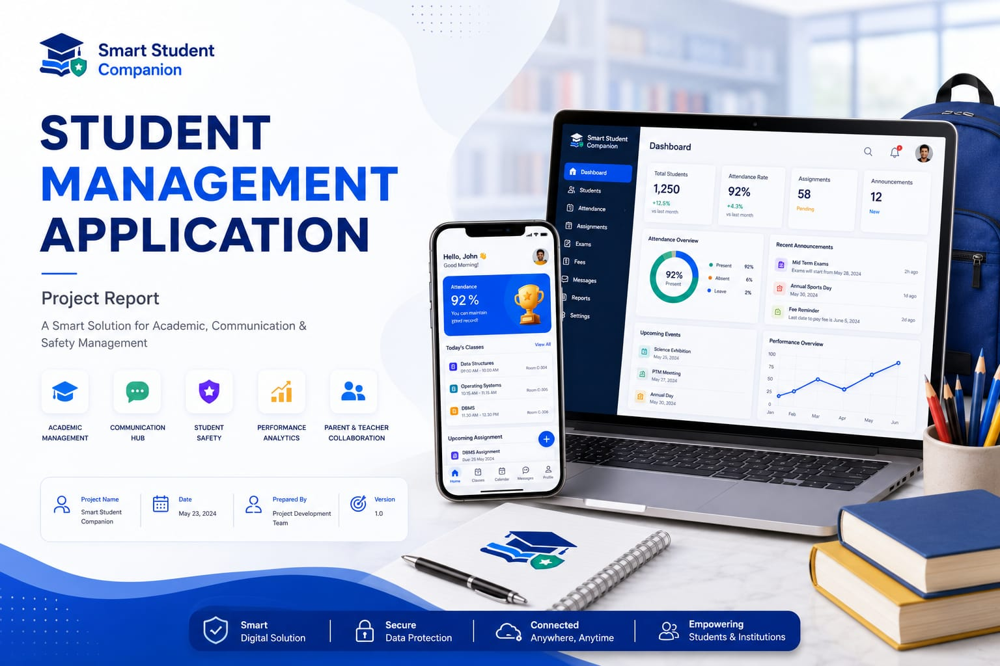 Smart Student
Companion
STUDENT
MANAGEMENT
APPLICATION
Project Report
A Smart Solution for Academic, Communication &
Safety Management
ACADEMIC
MANAGEMENT
COMMUNICATION
HUB
STUDENT
SAFETY
PERFORMANCE
ANALYTICS
PARENT & TEACHER
COLLABORATION
Project Name
Smart Student
Companion
Date
May 23, 2024
Prepared By
Project Development
Team
Version
1.0
Hello, John 👋
Good Morning!
Attendance
92%
You can maintain
good record!
Today's Classes
View All
Data Structures
09:00 AM - 10:00 AM
Room C-304
Operating Systems
10:15 AM - 11:15 AM
Room C-305
DBMS
11:30 AM - 12:30 PM
Room C-306
Upcoming Assignment
DBMS Assignment
Due: 25 May 2024
+
Home
Classes
Calendar
Messages
Profile
Smart Student
Companion
Dashboard
Students
Attendance
Assignments
Exams
Fees
Messages
Reports
Settings
Dashboard
Total Students
1,250
+12.5%
vs last month
Attendance Rate
92%
+4.3%
vs last month
Assignments
58
Pending
Announcements
12
New
Attendance Overview
92%
Present
Present 92%
Absent 6%
Leave 2%
Recent Announcements
Mid Term Exams
Exams will start from May 28, 2024
2h ago
Annual Sports Day
May 30, 2024
1d ago
Fee Reminder
Last date to pay fee is June 5, 2024
2d ago
Upcoming Events
Science Exhibition
May 25, 2024
PTM Meeting
May 27, 2024
Annual Day
May 30, 2024
Performance Overview
100
75
50
25
0
Jan Feb Mar Apr May Jun
Smart
Digital Solution
Secure
Data Protection
Connected
Anywhere, Anytime
Empowering
Students & Institutions